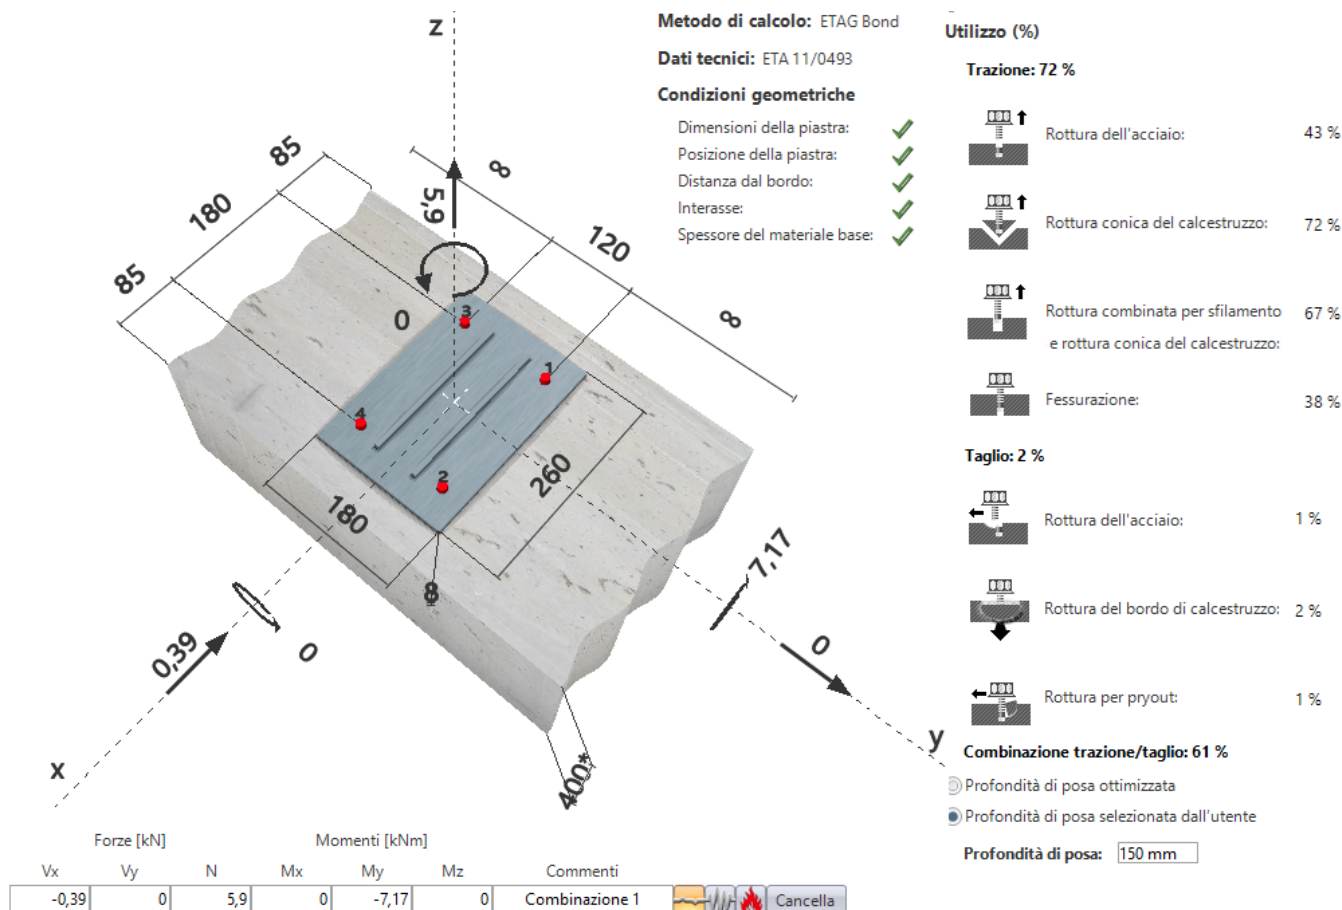 Metodo di calcolo: ETAG Bond
Dati tecnici: ETA 11/0493
Condizioni geometriche
Dimensioni della piastra:
Posizione della piastra:
Distanza dal bordo:
Interasse:
Spessore del materiale base:
z
85
180
85
∞
120
∞
5,9
0
3
1
4
2
180
260
8
7,17
0
0,39
0
x
y
400*
Utilizzo (%)
Trazione: 72 %
Rottura dell'acciaio: 43 %
Rottura conica del calcestruzzo: 72 %
Rottura combinata per sfilamento 67 %
e rottura conica del calcestruzzo:
Fessurazione: 38 %
Taglio: 2 %
Rottura dell'acciaio: 1 %
Rottura del bordo di calcestruzzo: 2 %
Rottura per pryout: 1 %
Combinazione trazione/taglio: 61 %
Profondità di posa ottimizzata
Profondità di posa selezionata dall'utente
Profondità di posa: 150 mm
Forze [kN] Momenti [kNm]
Vx Vy N Mx My Mz Commenti
-0,39 0 5,9 0 -7,17 0 Combinazione 1 Cancella